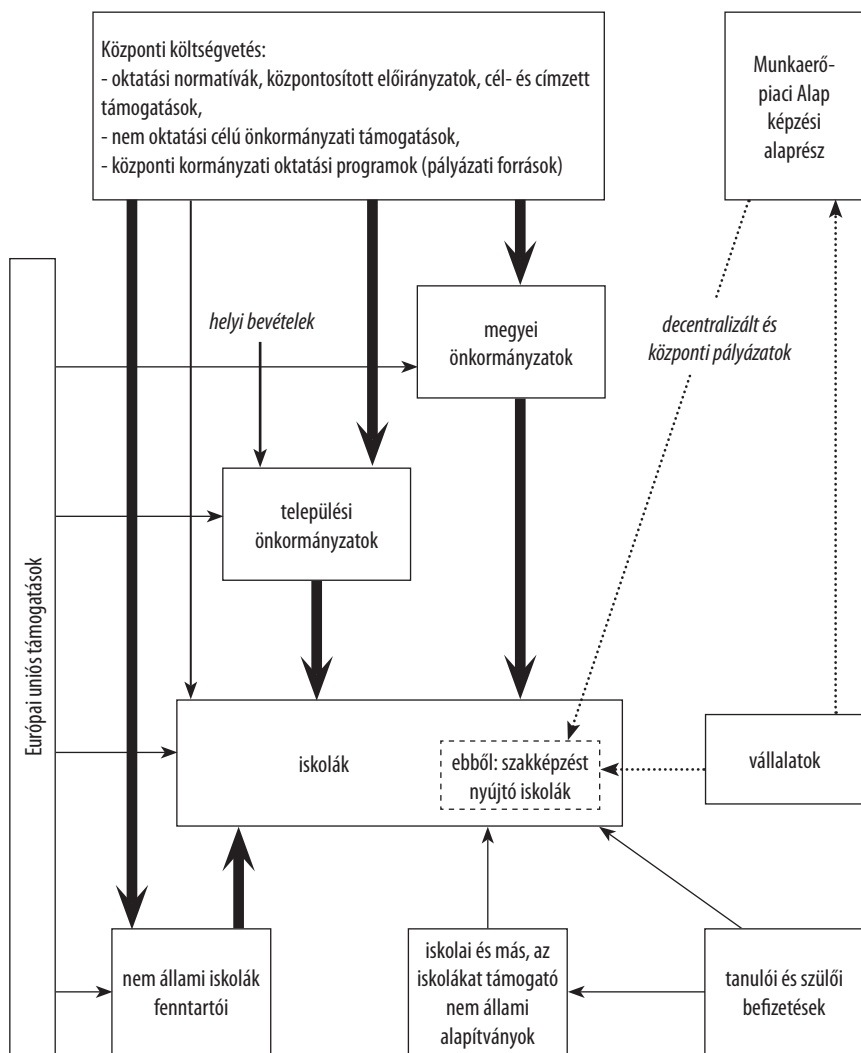 Központi költségvetés:
- oktatási normatívák, központosított előirányzatok, cél- és címzett
támogatások,
- nem oktatási célú önkormányzati támogatások,
- központi kormányzati oktatási programok (pályázati források)
Munkaerő-
piaci Alap
képzési
alaprész
helyi bevételek
megyei
önkormányzatok
decentralizált és
központi pályázatok
települési
önkormányzatok
Európai uniós támogatások
iskolák
ebből: szakképzést
nyújtó iskolák
vállalatok
nem állami iskolák
fenntartói
iskolai és más, az
iskolákat támogató
nem állami
alapítványok
tanulói és szülői
befizetések